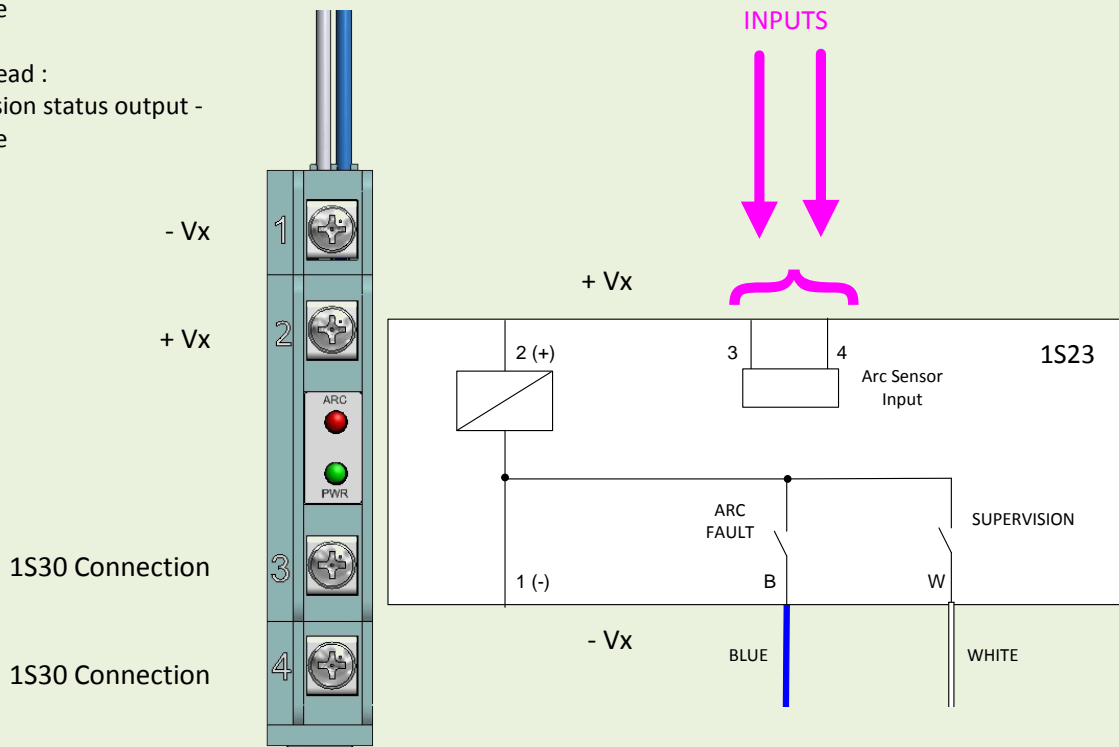 e
ead :
sion status output -
e
INPUTS
- Vx
+ Vx
1S30 Connection
1S30 Connection
1
2
ARC
PWR
3
4
+ Vx
2 (+)
3
4
1S23
Arc Sensor
Input
ARC
FAULT
SUPERVISION
1 (-)
B
W
- Vx
BLUE
WHITE